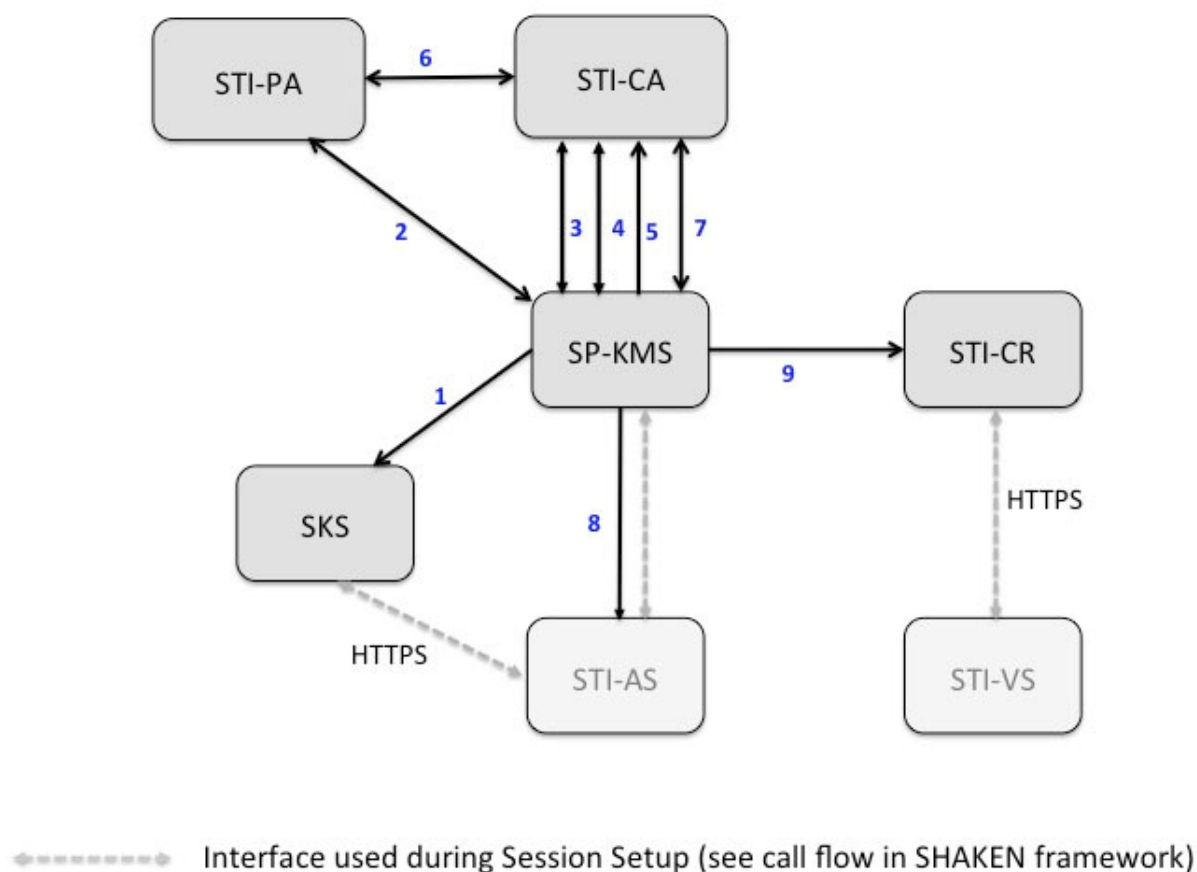 6
STI-PA
STI-CA
2
3
4
5
7
SP-KMS
STI-CR
9
1
HTTPS
SKS
8
HTTPS
STI-AS
STI-VS
Interface used during Session Setup (see call flow in SHAKEN framework)